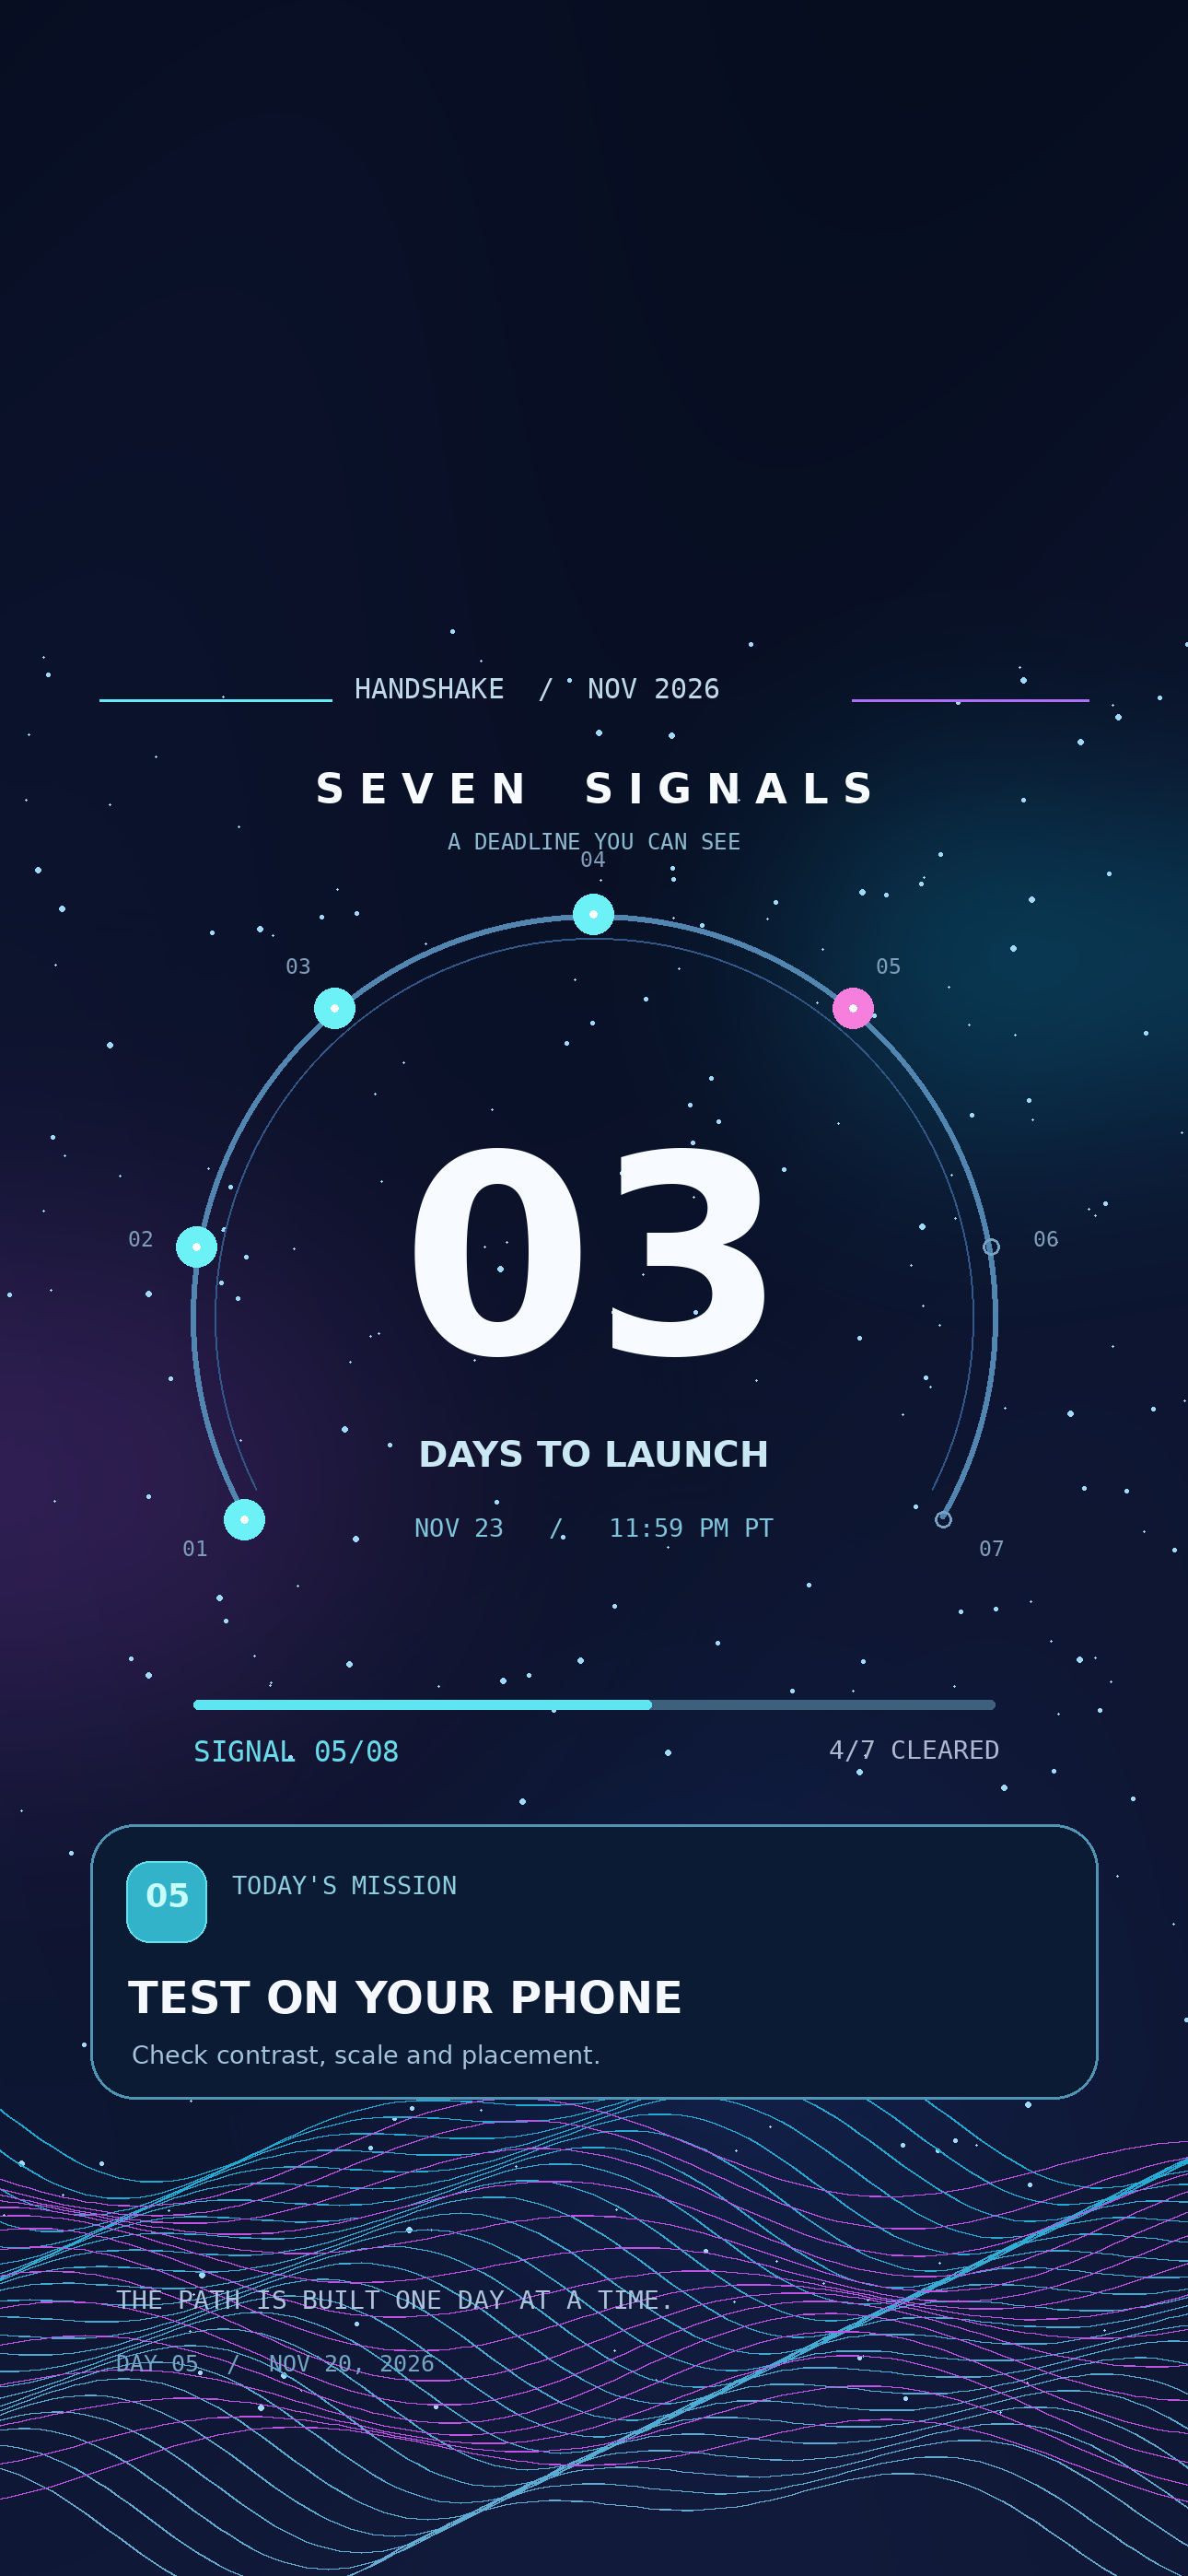 HANDSHAKE / NOV 2026
SEVEN SIGNALS
A DEADLINE YOU CAN SEE
04
03
05
02
06
03
DAYS TO LAUNCH
NOV 23 / 11:59 PM PT
01
07
SIGNAL 05/08
4/7 CLEARED
05
TODAY'S MISSION
TEST ON YOUR PHONE
Check contrast, scale and placement.
THE PATH IS BUILT ONE DAY AT A TIME.
DAY 05 / NOV 20, 2026